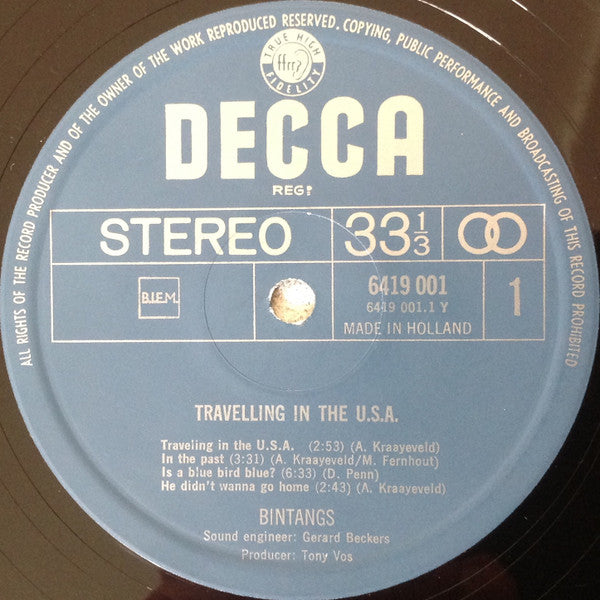 ALL RIGHTS OF THE RECORD PRODUCER AND OF THE OWNER OF THE WORK REPRODUCED RESERVED. COPYING, PUBLIC PERFORMANCE AND BROADCASTING OF THIS RECORD PROHIBITED
TRUE HIGH
ffrr
FIDELITY
DECCA
REGD
STEREO
33 1/3
B.I.E.M.
6419 001
6419 001.1 Y
MADE IN HOLLAND
1
TRAVELLING IN THE U.S.A.
Traveling in the U.S.A. (2:53) (A. Kraayeveld)
In the past (3:31) (A. Kraayeveld/M. Fernhout)
Is a blue bird blue? (6:33) (D. Penn)
He didn't wanna go home (2:43) (A. Kraayeveld)
BINTANGS
Sound engineer: Gerard Beckers
Producer: Tony Vos